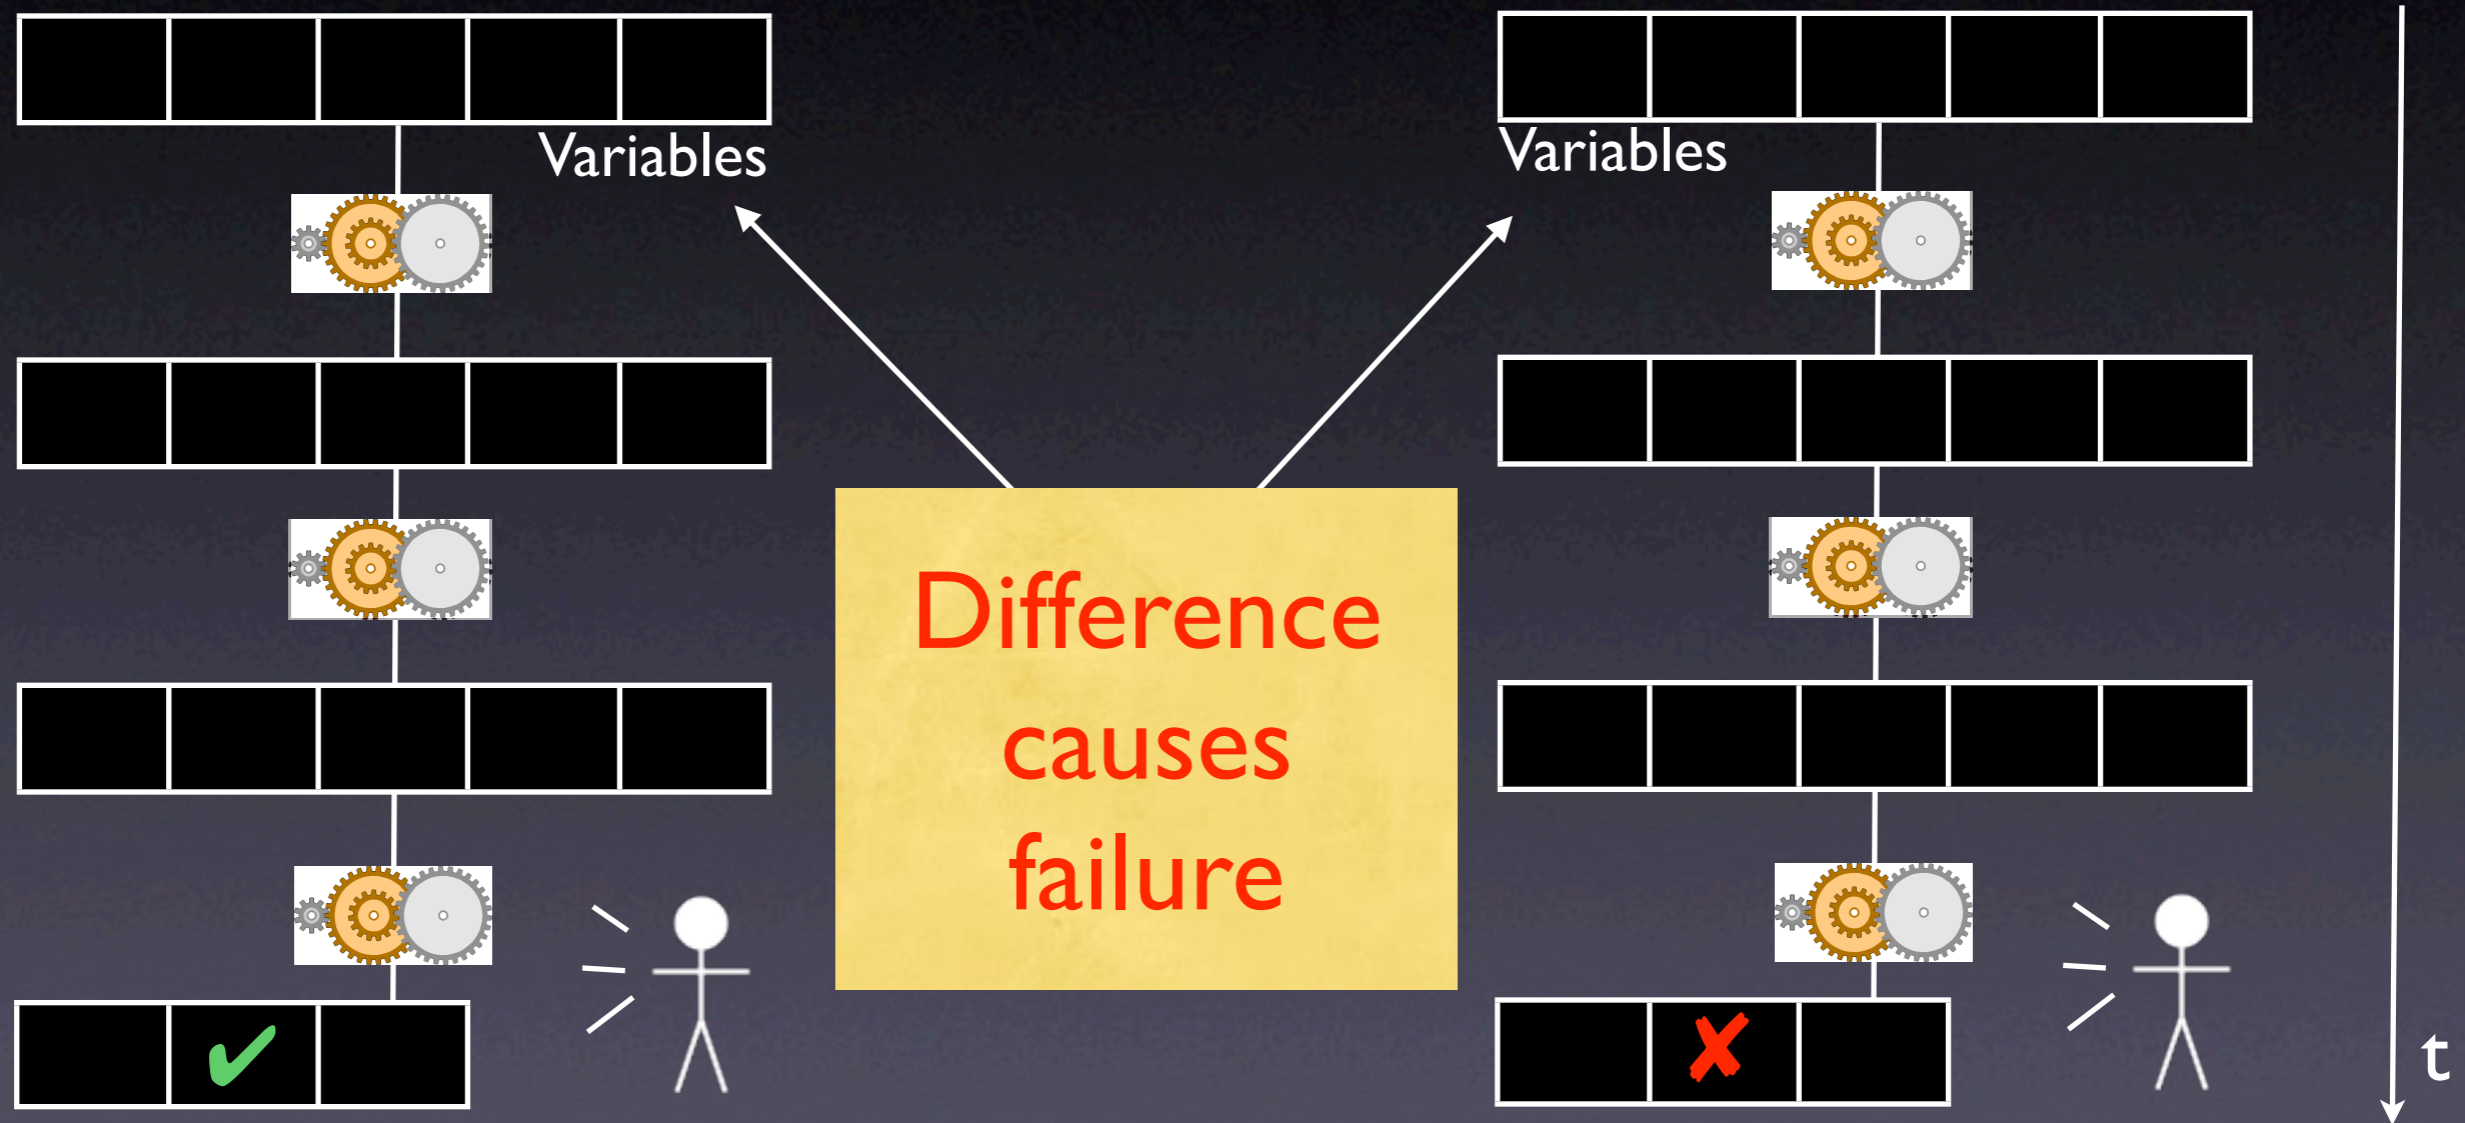 Variables
Variables
Difference
causes
failure
t